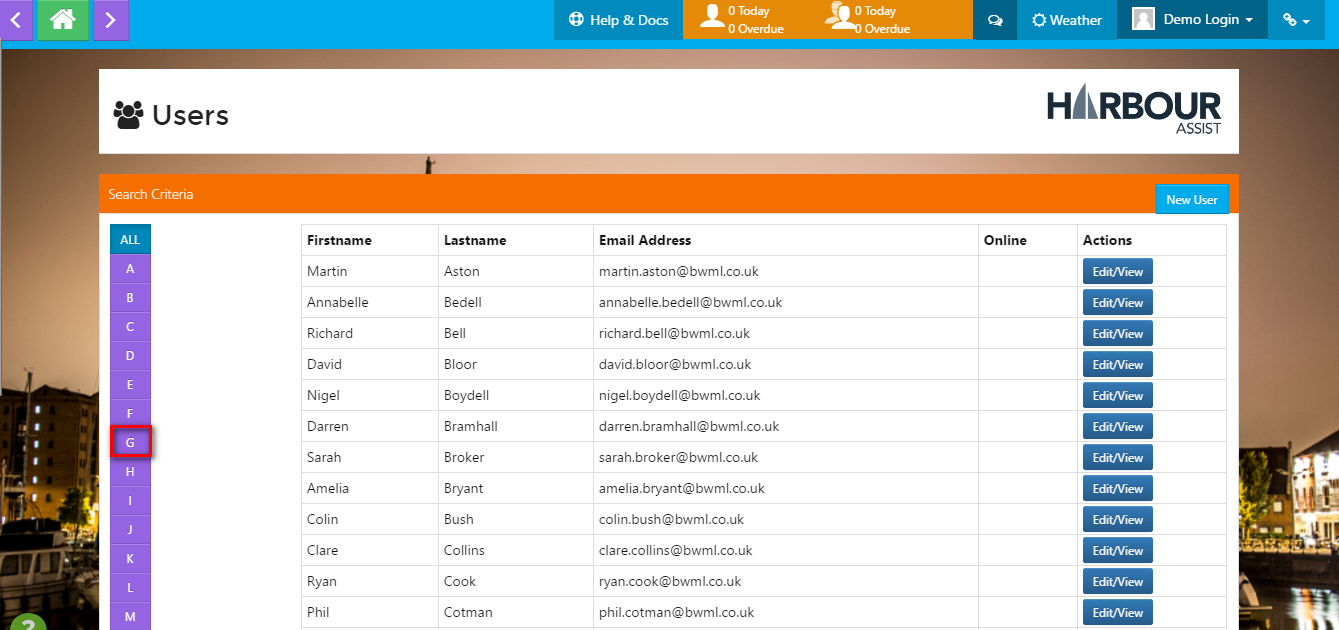 Help & Docs
0 Today
0 Overdue
0 Today
0 Overdue
Weather
Demo Login
Users
HARBOUR
ASSIST
Search Criteria
New User
ALL
A
B
C
D
E
F
G
H
I
J
K
L
M
Firstname Lastname Email Address Online Actions
Martin Aston martin.aston@bwml.co.uk Edit/View
Annabelle Bedell annabelle.bedell@bwml.co.uk Edit/View
Richard Bell richard.bell@bwml.co.uk Edit/View
David Bloor david.bloor@bwml.co.uk Edit/View
Nigel Boydell nigel.boydell@bwml.co.uk Edit/View
Darren Bramhall darren.bramhall@bwml.co.uk Edit/View
Sarah Broker sarah.broker@bwml.co.uk Edit/View
Amelia Bryant amelia.bryant@bwml.co.uk Edit/View
Colin Bush colin.bush@bwml.co.uk Edit/View
Clare Collins clare.collins@bwml.co.uk Edit/View
Ryan Cook ryan.cook@bwml.co.uk Edit/View
Phil Cotman phil.cotman@bwml.co.uk Edit/View
?